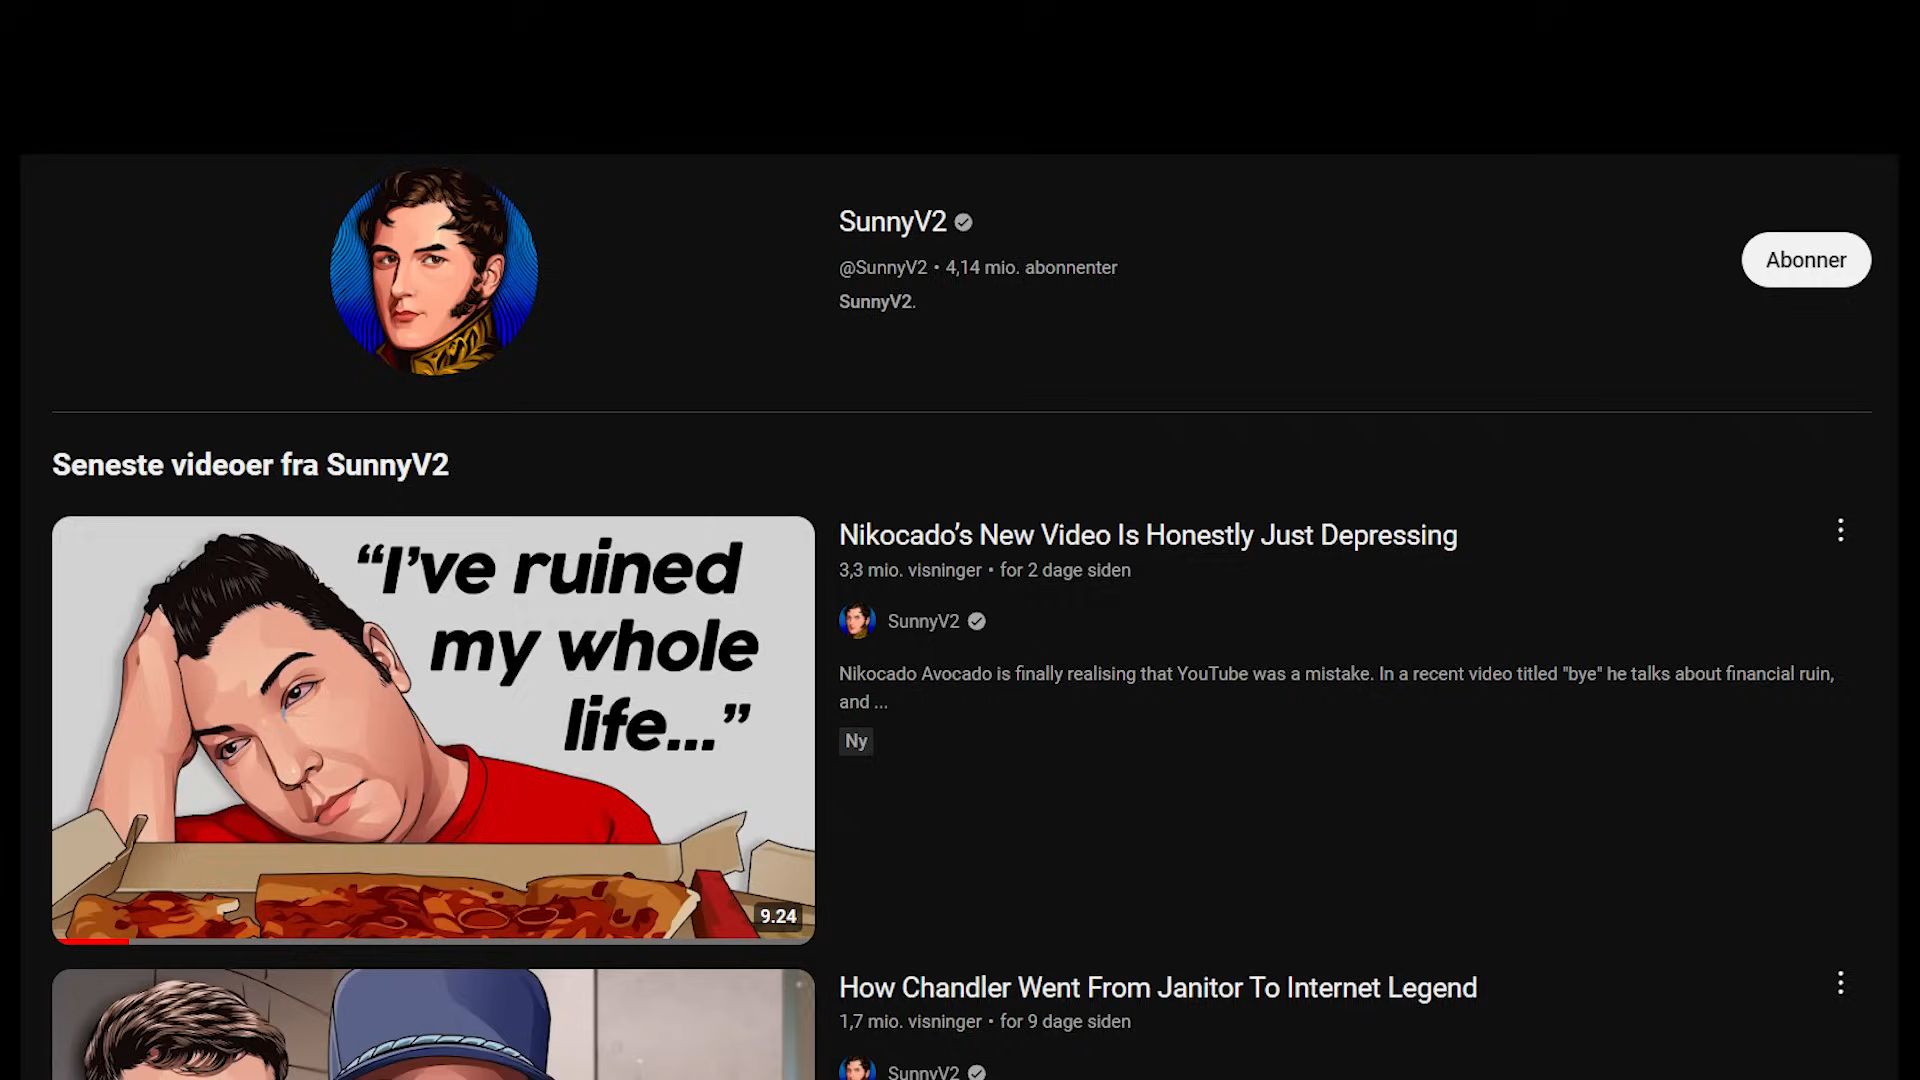 SunnyV2
@SunnyV2 • 4,14 mio. abonnenter
SunnyV2.
Abonner
Seneste videoer fra SunnyV2
“I’ve ruined
my whole
life...”
9.24
Nikocado’s New Video Is Honestly Just Depressing
3,3 mio. visninger • for 2 dage siden
SunnyV2
Nikocado Avocado is finally realising that YouTube was a mistake. In a recent video titled "bye" he talks about financial ruin,
and ...
Ny
How Chandler Went From Janitor To Internet Legend
1,7 mio. visninger • for 9 dage siden
SunnyV2